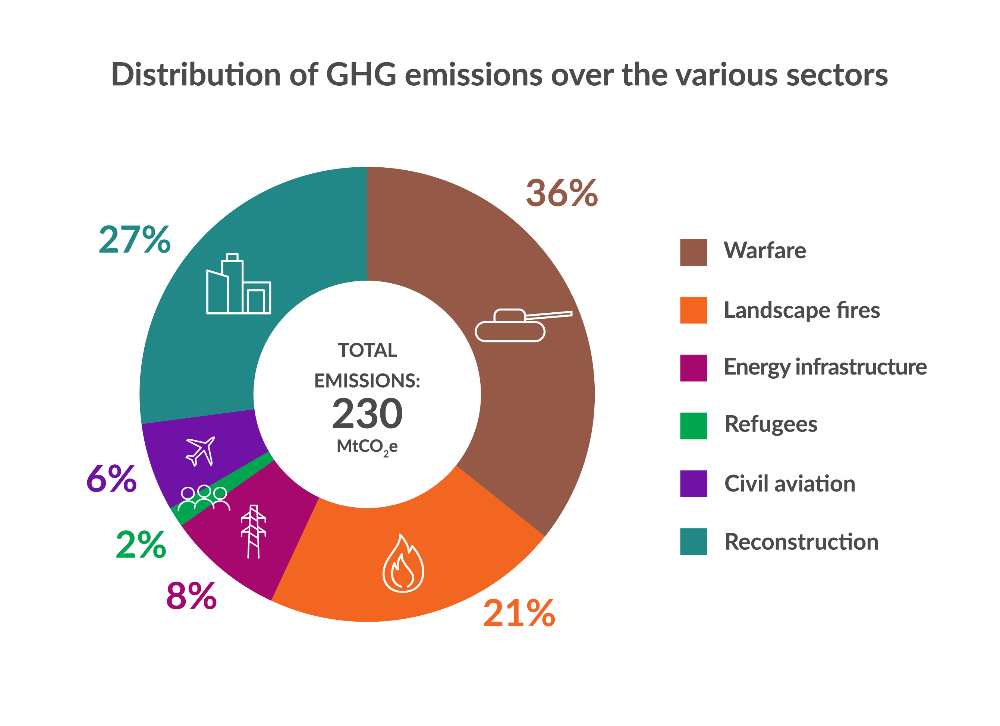 Distribution of GHG emissions over the various sectors
36%
27%
Warfare
Landscape fires
TOTAL
EMISSIONS:
230
MtCO₂e
Energy infrastructure
Refugees
6%
Civil aviation
2%
Reconstruction
8%
21%